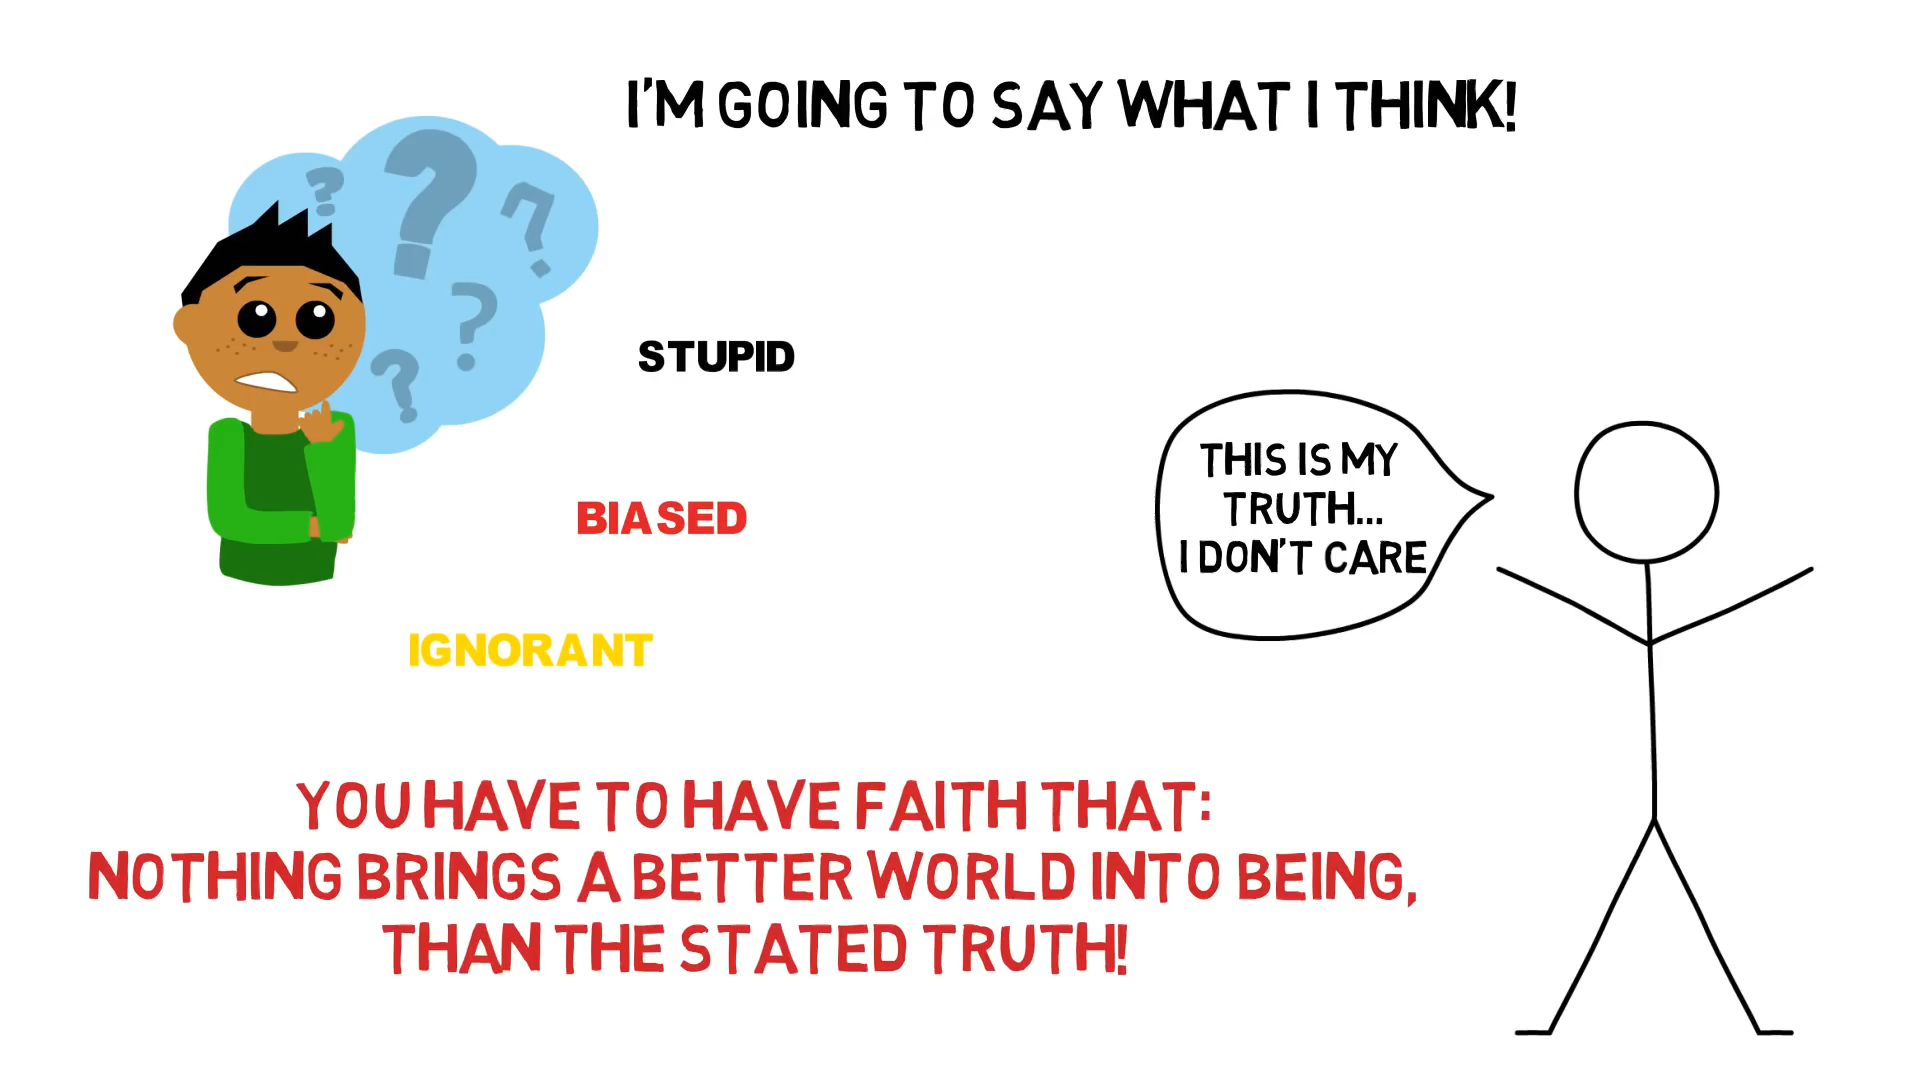 I'M GOING TO SAY WHAT I THINK!
? ? ? ? ?
STUPID
BIASED
IGNORANT
THIS IS MY
TRUTH...
I DON'T CARE
YOU HAVE TO HAVE FAITH THAT:
NOTHING BRINGS A BETTER WORLD INTO BEING,
THAN THE STATED TRUTH!